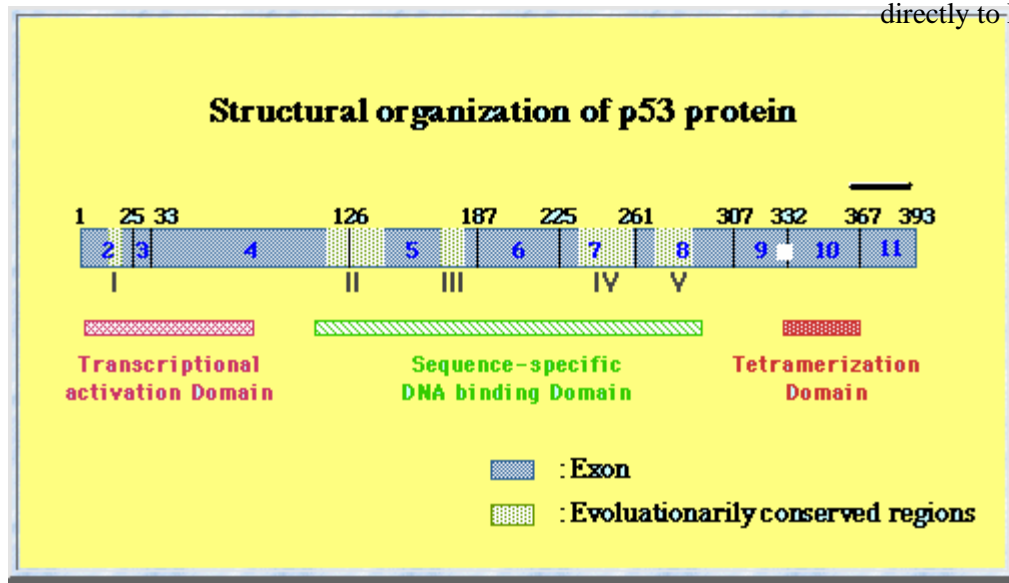 directly to
Structural organization of p53 protein
1 25 33 126 187 225 261 307 332 367 393
2 3 4 5 6 7 8 9 10 11
I II III IV V
Transcriptional
activation Domain
Sequence-specific
DNA binding Domain
Tetramerization
Domain
: Exon
: Evoluationarily conserved regions